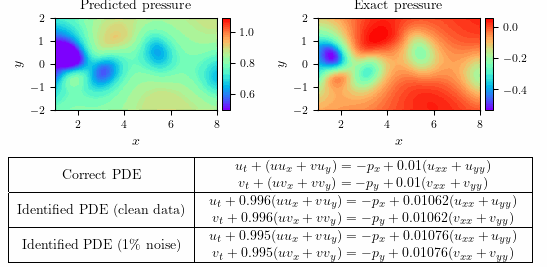 Predicted pressure
Exact pressure
2
1
0
−1
−2
y
2
4
6
8
x
1.0
0.8
0.6
2
1
0
−1
−2
y
2
4
6
8
x
0.0
−0.2
−0.4
Correct PDE
u_t + (uu_x + vu_y) = −p_x + 0.01(u_xx + u_yy)
v_t + (uv_x + vv_y) = −p_y + 0.01(v_xx + v_yy)
Identified PDE (clean data)
u_t + 0.996(uu_x + vu_y) = −p_x + 0.01062(u_xx + u_yy)
v_t + 0.996(uv_x + vv_y) = −p_y + 0.01062(v_xx + v_yy)
Identified PDE (1% noise)
u_t + 0.995(uu_x + vu_y) = −p_x + 0.01076(u_xx + u_yy)
v_t + 0.995(uv_x + vv_y) = −p_y + 0.01076(v_xx + v_yy)